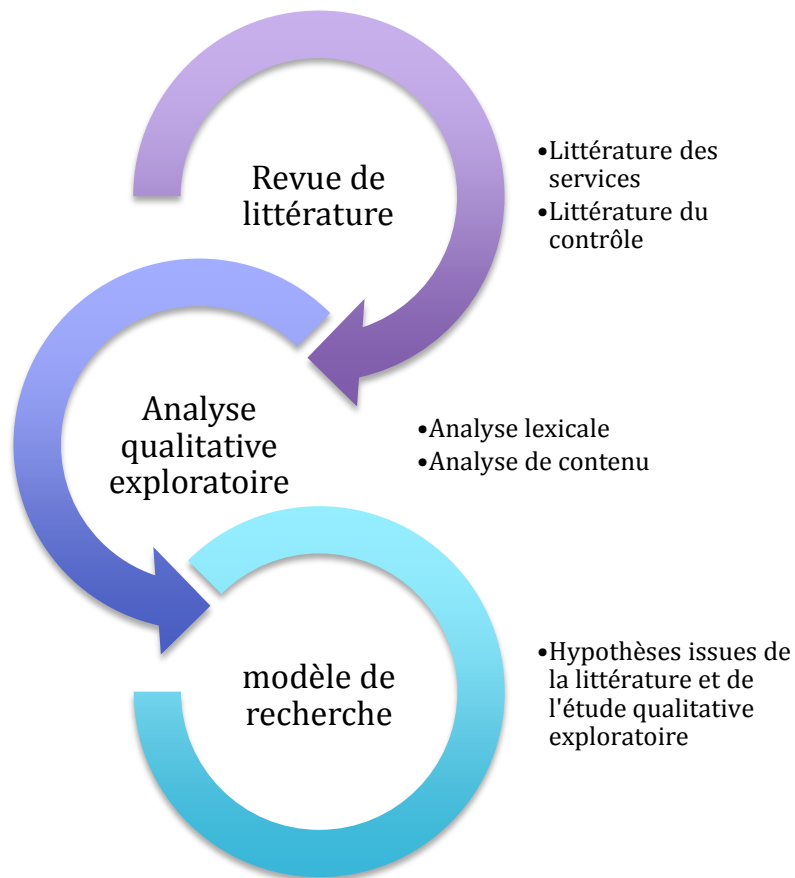 Revue de
littérature
•Littérature des
services
•Littérature du
contrôle
Analyse
qualitative
exploratoire
•Analyse lexicale
•Analyse de contenu
modèle de
recherche
•Hypothèses issues de
la littérature et de
l'étude qualitative
exploratoire